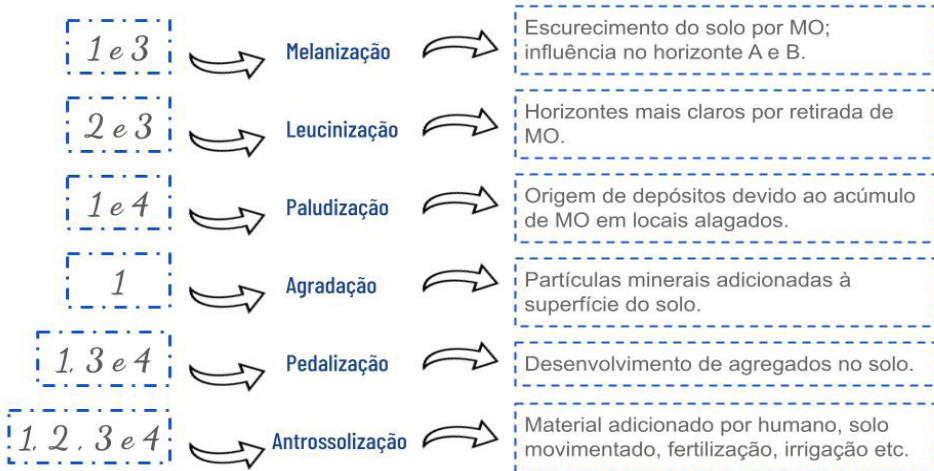 1 e 3
Melanização
Escurecimento do solo por MO;
influência no horizonte A e B.
2 e 3
Leucinização
Horizontes mais claros por retirada de
MO.
1 e 4
Paludização
Origem de depósitos devido ao acúmulo
de MO em locais alagados.
1
Agradação
Partículas minerais adicionadas à
superfície do solo.
1, 3 e 4
Pedalização
Desenvolvimento de agregados no solo.
1, 2 , 3 e 4
Antrossolização
Material adicionado por humano, solo
movimentado, fertilização, irrigação etc.